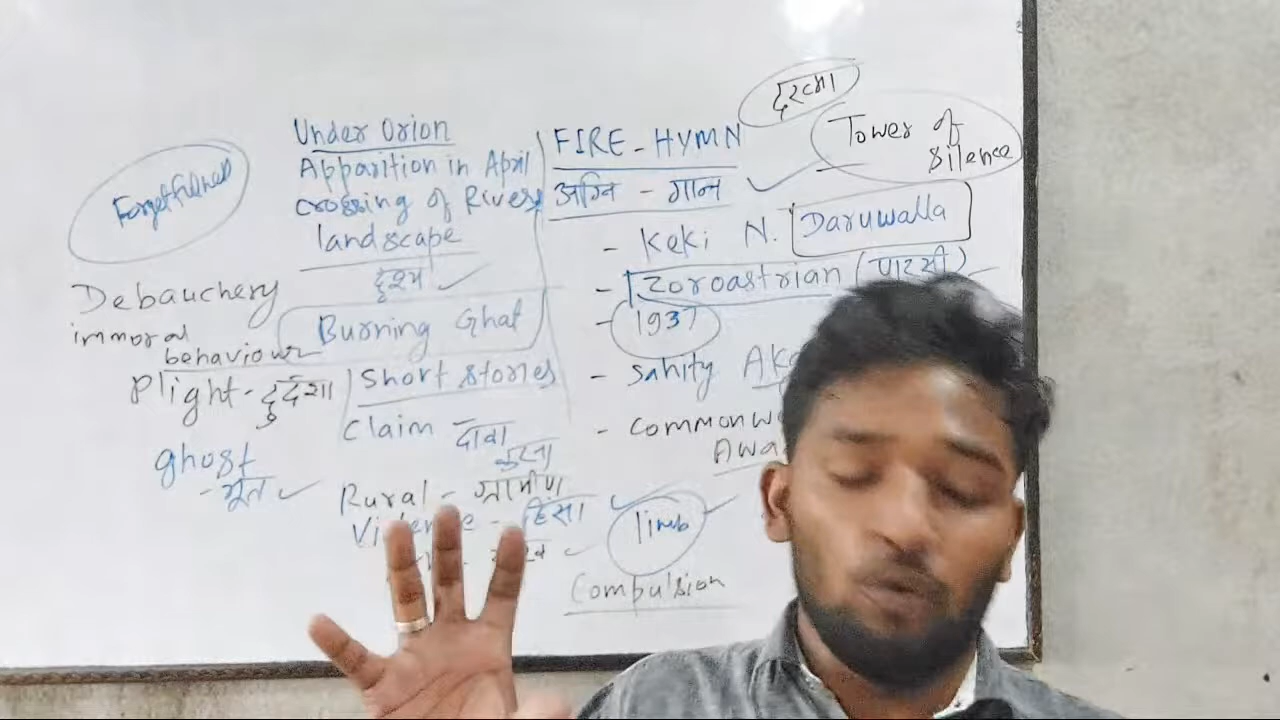 Forgetfulness
Under Orion
Apparition in April
crossing of Rivers
landscape
दृश्य
Burning Ghat
Debauchery
immoral
behaviour
Plight - दुर्दशा
ghost
- भूत
Short stories
Claim दावा
करना
Rural - ग्रामीण
हिंसा
FIRE - HYMN
अग्नि - गान
Tower of
Silence
- Keki N. Daruwalla
- Zoroastrian (पारसी)
- 1937
- Sahity
- Commonw
Awa
limb
Compulsion